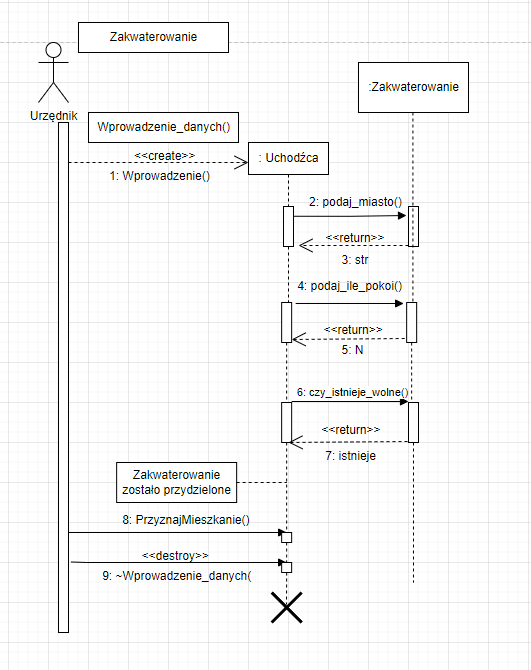 Zakwaterowanie
:Zakwaterowanie
Urzędnik
Wprowadzenie_danych()
<<create>>
: Uchodźca
1: Wprowadzenie()
2: podaj_miasto()
<<return>>
3: str
4: podaj_ile_pokoi()
<<return>>
5: N
6: czy_istnieje_wolne()
<<return>>
7: istnieje
Zakwaterowanie
zostało przydzielone
8: PrzyznajMieszkanie()
<<destroy>>
9: ~Wprowadzenie_danych(